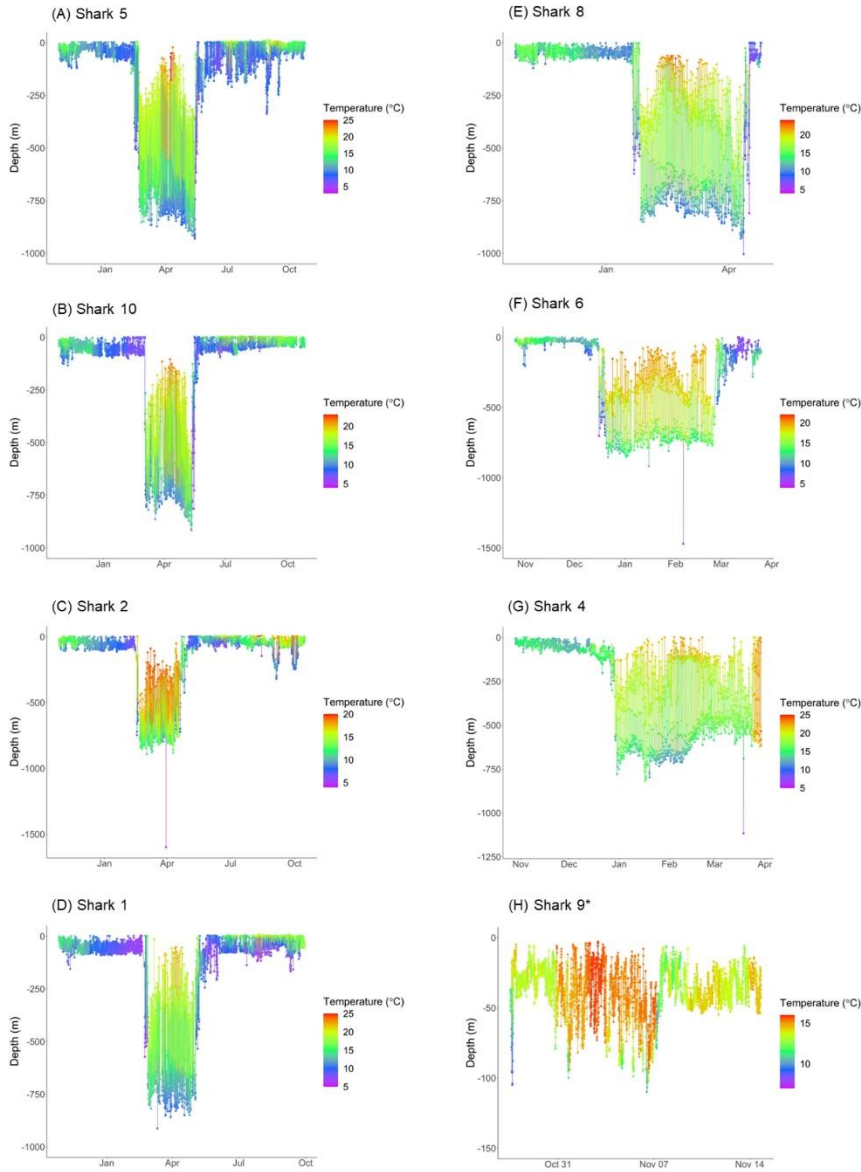 (A) Shark 5
0
-250
-500
-750
-1000
Depth (m)
Jan Apr Jul Oct
Temperature (°C)
25
20
15
10
5
(E) Shark 8
0
-250
-500
-750
-1000
Depth (m)
Jan Apr
Temperature (°C)
20
15
10
5
(B) Shark 10
0
-250
-500
-750
-1000
Depth (m)
Jan Apr Jul Oct
Temperature (°C)
20
15
10
5
(F) Shark 6
0
-500
-1000
-1500
Depth (m)
Nov Dec Jan Feb Mar Apr
Temperature (°C)
20
15
10
5
(C) Shark 2
0
-500
-1000
-1500
Depth (m)
Jan Apr Jul Oct
Temperature (°C)
20
15
10
5
(G) Shark 4
0
-250
-500
-750
-1000
-1250
Depth (m)
Nov Dec Jan Feb Mar Apr
Temperature (°C)
25
20
15
10
5
(D) Shark 1
0
-250
-500
-750
-1000
Depth (m)
Jan Apr Jul Oct
Temperature (°C)
25
20
15
10
5
(H) Shark 9*
0
-50
-100
-150
Depth (m)
Oct 31 Nov 07 Nov 14
Temperature (°C)
15
10